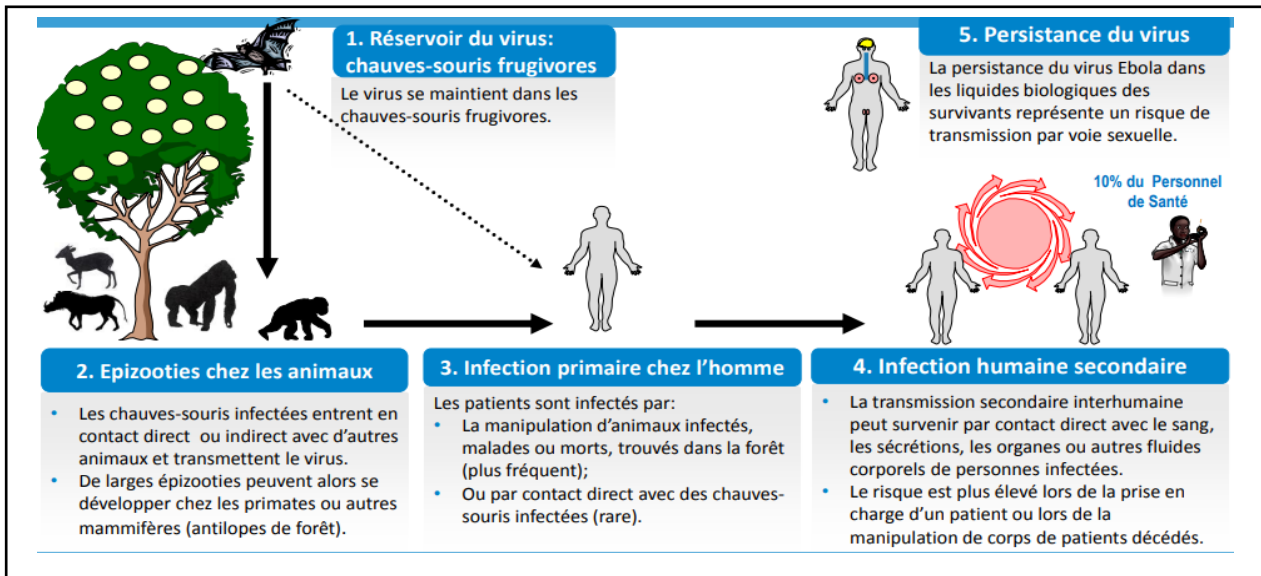 1. Réservoir du virus:
chauves-souris frugivores
Le virus se maintient dans les
chauves-souris frugivores.
5. Persistance du virus
La persistance du virus Ebola dans
les liquides biologiques des
survivants représente un risque de
transmission par voie sexuelle.
10% du Personnel
de Santé
2. Epizooties chez les animaux
• Les chauves-souris infectées entrent en
contact direct ou indirect avec d’autres
animaux et transmettent le virus.
• De larges épizooties peuvent alors se
développer chez les primates ou autres
mammifères (antilopes de forêt).
3. Infection primaire chez l’homme
Les patients sont infectés par:
• La manipulation d’animaux infectés,
malades ou morts, trouvés dans la forêt
(plus fréquent);
• Ou par contact direct avec des chauves-
souris infectées (rare).
4. Infection humaine secondaire
• La transmission secondaire interhumaine
peut survenir par contact direct avec le sang,
les sécrétions, les organes ou autres fluides
corporels de personnes infectées.
• Le risque est plus élevé lors de la prise en
charge d’un patient ou lors de la
manipulation de corps de patients décédés.